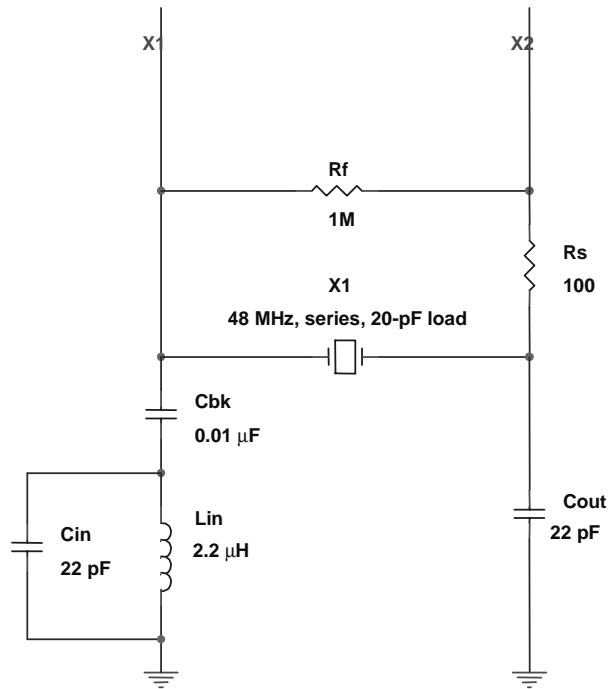 X1
X2
Rf
1M
Rs
100
X1
48 MHz, series, 20-pF load
Cbk
0.01 μF
Cin
22 pF
Lin
2.2 μH
Cout
22 pF